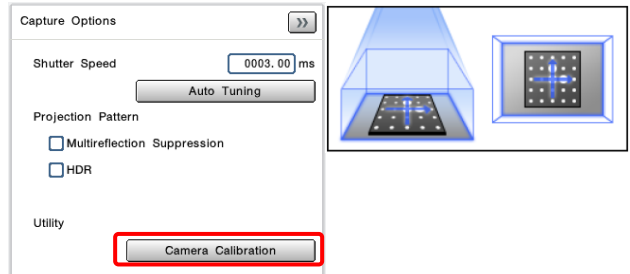 Capture Options >>
Shutter Speed 0003.00 ms
Auto Tuning
Projection Pattern
Multireflection Suppression
HDR
Utility
Camera Calibration